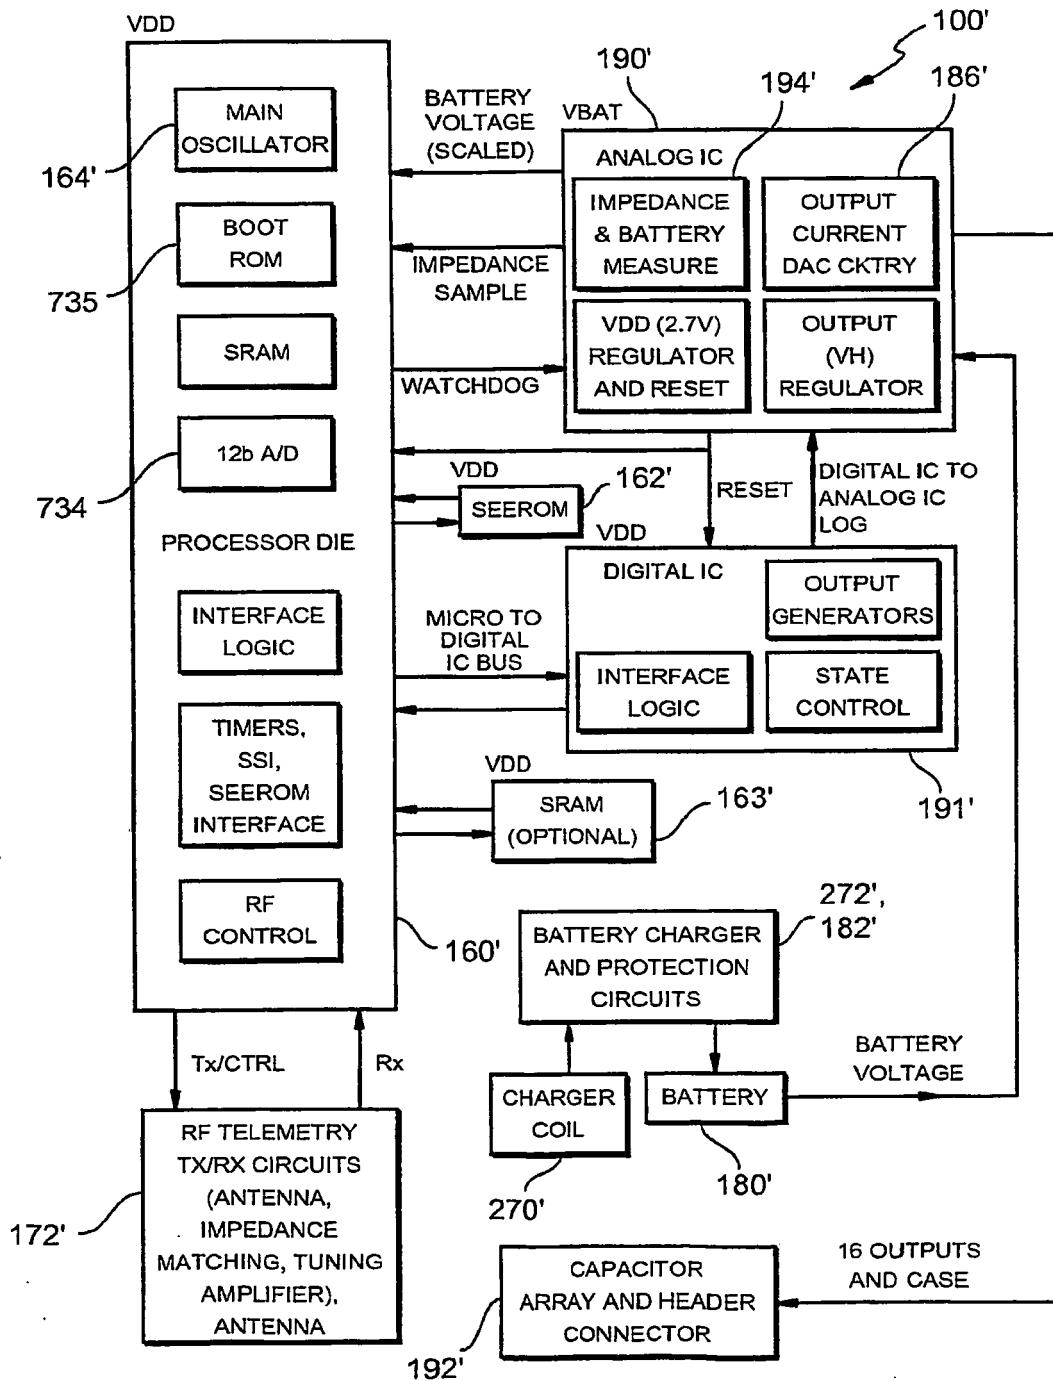 VDD
100'
190'
194'
186'
MAIN
OSCILLATOR
164'
BATTERY
VOLTAGE
(SCALED)
VBAT
ANALOG IC
IMPEDANCE
& BATTERY
MEASURE
OUTPUT
CURRENT
DAC CKTRY
BOOT
ROM
735
IMPEDANCE
SAMPLE
VDD (2.7V)
REGULATOR
AND RESET
OUTPUT
(VH)
REGULATOR
SRAM
WATCHDOG
12b A/D
734
VDD
SEEROM
162'
RESET
DIGITAL IC TO
ANALOG IC
LOG
PROCESSOR DIE
VDD
DIGITAL IC
OUTPUT
GENERATORS
INTERFACE
LOGIC
MICRO TO
DIGITAL
IC BUS
INTERFACE
LOGIC
STATE
CONTROL
191'
TIMERS,
SSI,
SEEROM
INTERFACE
VDD
SRAM
(OPTIONAL)
163'
RF
CONTROL
160'
BATTERY CHARGER
AND PROTECTION
CIRCUITS
272',
182'
Tx/CTRL
Rx
CHARGER
COIL
270'
BATTERY
180'
BATTERY
VOLTAGE
RF TELEMETRY
TX/RX CIRCUITS
(ANTENNA,
IMPEDANCE
MATCHING, TUNING
AMPLIFIER),
ANTENNA
172'
CAPACITOR
ARRAY AND HEADER
CONNECTOR
192'
16 OUTPUTS
AND CASE